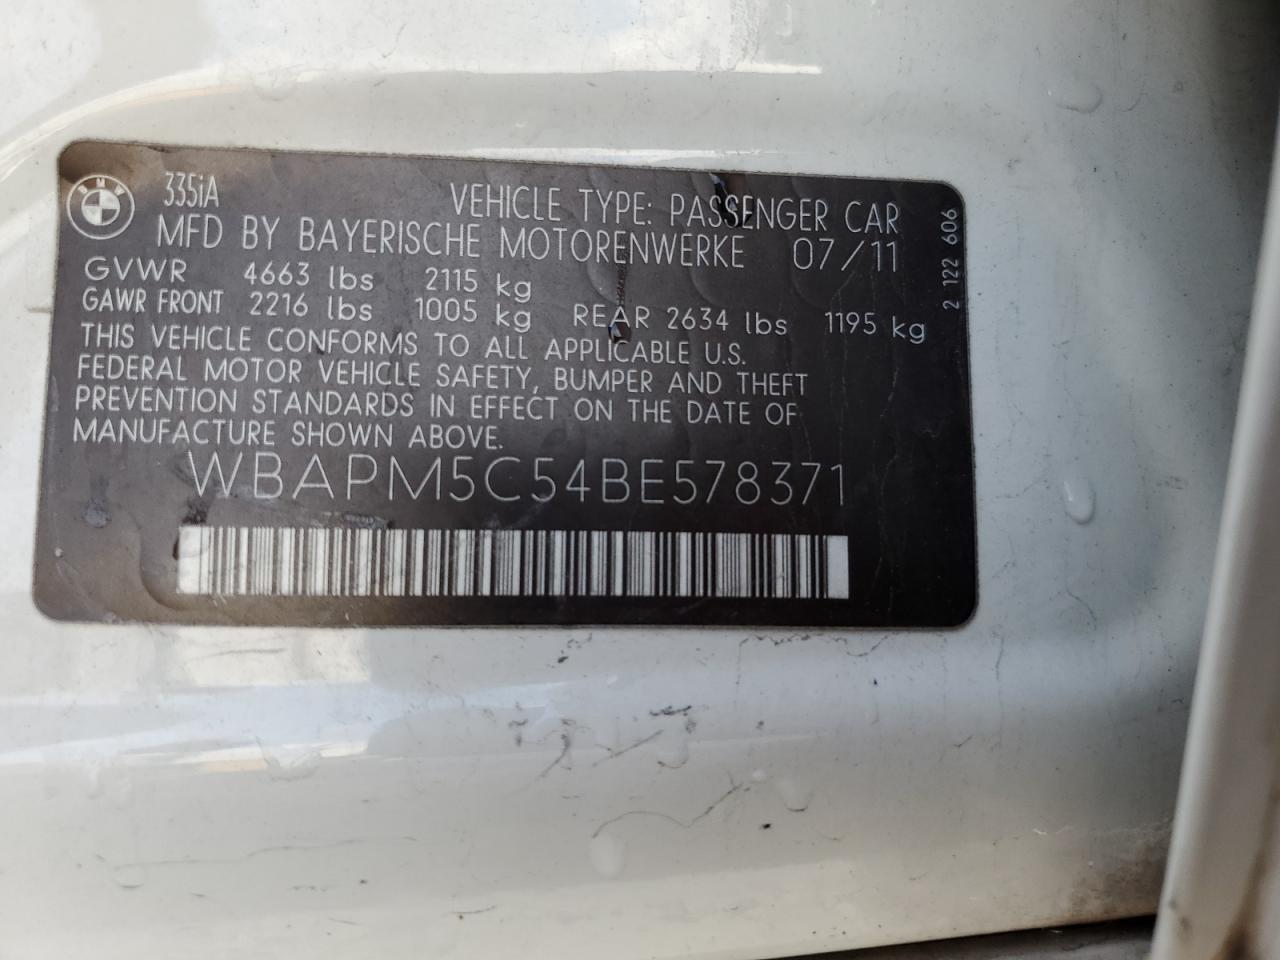 BMW
335iA VEHICLE TYPE: PASSENGER CAR
MFD BY BAYERISCHE MOTORENWERKE 07/11
GVWR 4663 lbs 2115 kg
GAWR FRONT 2216 lbs 1005 kg REAR 2634 lbs 1195 kg
THIS VEHICLE CONFORMS TO ALL APPLICABLE U.S.
FEDERAL MOTOR VEHICLE SAFETY, BUMPER AND THEFT
PREVENTION STANDARDS IN EFFECT ON THE DATE OF
MANUFACTURE SHOWN ABOVE.
WBAPM5C54BE578371
2 122 606